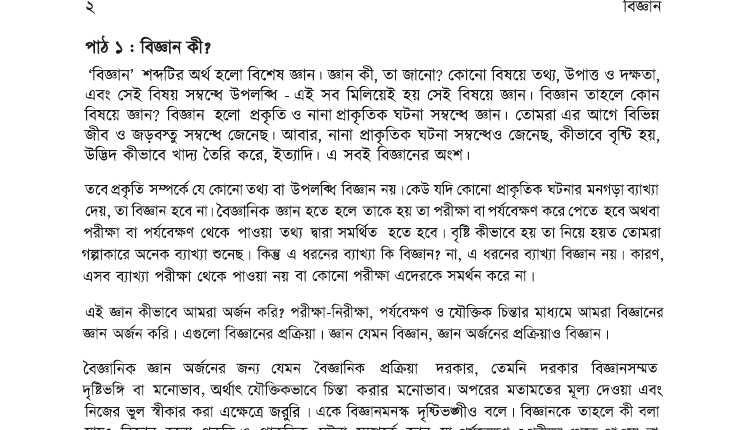 ২ বিজ্ঞান
পাঠ ১ : বিজ্ঞান কী?
‘বিজ্ঞান’ শব্দটির অর্থ হলো বিশেষ জ্ঞান। জ্ঞান কী, তা জানো? কোনো বিষয়ে তথ্য, উপাত্ত ও দক্ষতা,
এবং সেই বিষয় সম্বন্ধে উপলব্ধি - এই সব মিলিয়েই হয় সেই বিষয়ে জ্ঞান। বিজ্ঞান তাহলে কোন
বিষয়ে জ্ঞান? বিজ্ঞান হলো প্রকৃতি ও নানা প্রাকৃতিক ঘটনা সম্বন্ধে জ্ঞান। তোমরা এর আগে বিভিন্ন
জীব ও জড়বস্তু সম্বন্ধে জেনেছ। আবার, নানা প্রাকৃতিক ঘটনা সম্বন্ধেও জেনেছ, কীভাবে বৃষ্টি হয়,
উদ্ভিদ কীভাবে খাদ্য তৈরি করে, ইত্যাদি। এ সবই বিজ্ঞানের অংশ।
তবে প্রকৃতি সম্পর্কে যে কোনো তথ্য বা উপলব্ধি বিজ্ঞান নয়। কেউ যদি কোনো প্রাকৃতিক ঘটনার মনগড়া ব্যাখ্যা
দেয়, তা বিজ্ঞান হবে না। বৈজ্ঞানিক জ্ঞান হতে হলে তাকে হয় তা পরীক্ষা বা পর্যবেক্ষণ করে পেতে হবে অথবা
পরীক্ষা বা পর্যবেক্ষণ থেকে পাওয়া তথ্য দ্বারা সমর্থিত হতে হবে। বৃষ্টি কীভাবে হয় তা নিয়ে হয়ত তোমরা
গল্পাকারে অনেক ব্যাখ্যা শুনেছ। কিন্তু এ ধরনের ব্যাখ্যা কি বিজ্ঞান? না, এ ধরনের ব্যাখ্যা বিজ্ঞান নয়। কারণ,
এসব ব্যাখ্যা পরীক্ষা থেকে পাওয়া নয় বা কোনো পরীক্ষা এদেরকে সমর্থন করে না।
এই জ্ঞান কীভাবে আমরা অর্জন করি? পরীক্ষা-নিরীক্ষা, পর্যবেক্ষণ ও যৌক্তিক চিন্তার মাধ্যমে আমরা বিজ্ঞানের
জ্ঞান অর্জন করি। এগুলো বিজ্ঞানের প্রক্রিয়া। জ্ঞান যেমন বিজ্ঞান, জ্ঞান অর্জনের প্রক্রিয়াও বিজ্ঞান।
বৈজ্ঞানিক জ্ঞান অর্জনের জন্য যেমন বৈজ্ঞানিক প্রক্রিয়া দরকার, তেমনি দরকার বিজ্ঞানসম্মত
দৃষ্টিভঙ্গি বা মনোভাব, অর্থাৎ যৌক্তিকভাবে চিন্তা করার মনোভাব। অপরের মতামতের মূল্য দেওয়া এবং
নিজের ভুল স্বীকার করা এক্ষেত্রে জরুরি । একে বিজ্ঞানমনস্ক দৃষ্টিভঙ্গীও বলে। বিজ্ঞানকে তাহলে কী বলা